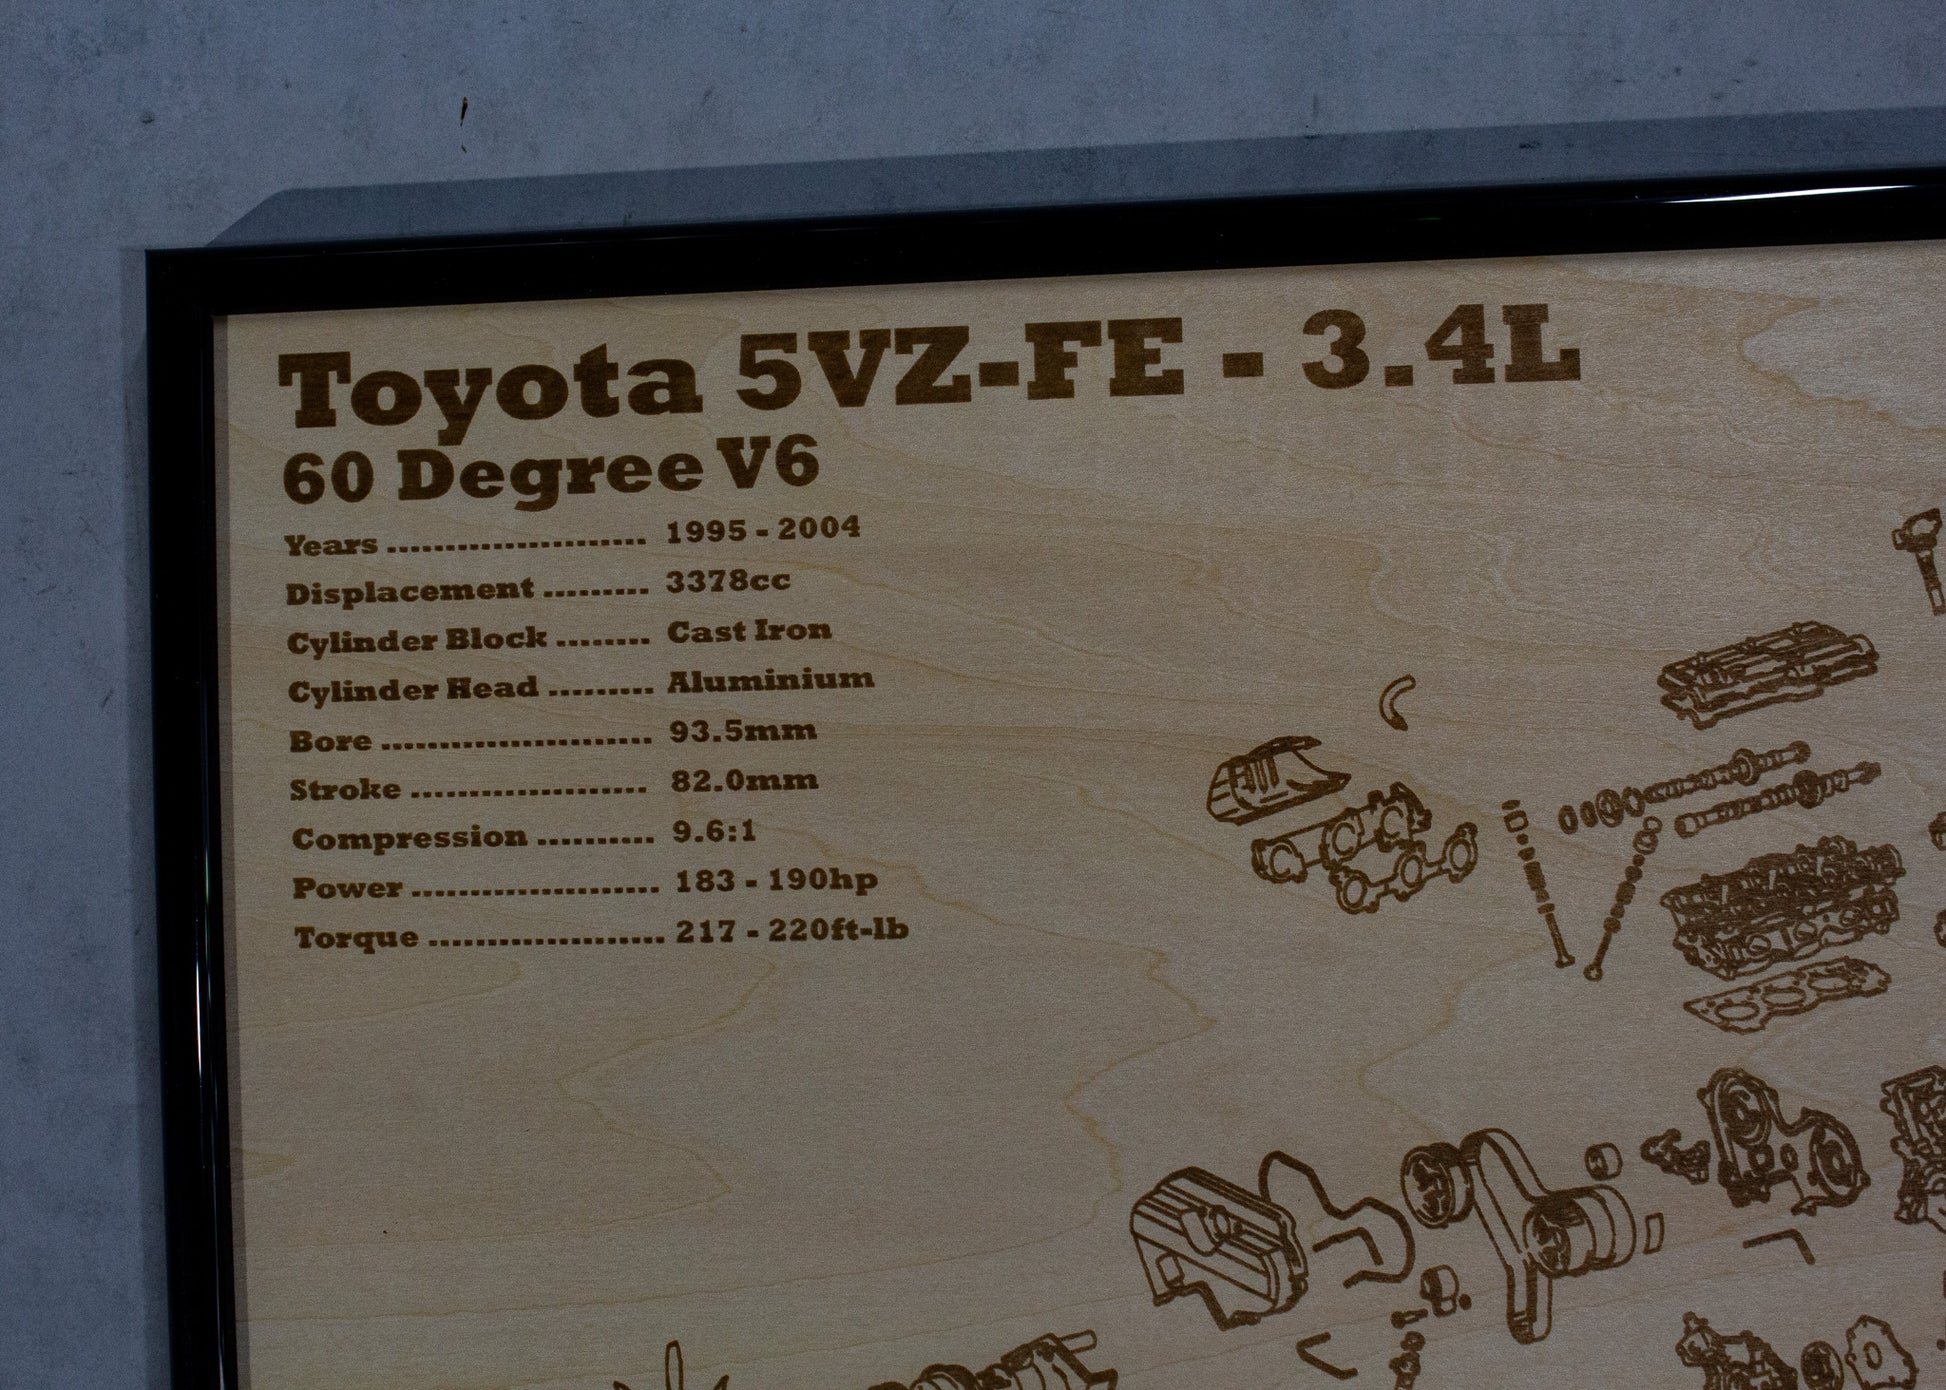 Toyota 5VZ-FE - 3.4L
60 Degree V6
Years ........................ 1995 - 2004
Displacement ......... 3378cc
Cylinder Block ........ Cast Iron
Cylinder Head ......... Aluminium
Bore .......................... 93.5mm
Stroke ...................... 82.0mm
Compression .......... 9.6:1
Power ....................... 183 - 190hp
Torque ...................... 217 - 220ft-lb